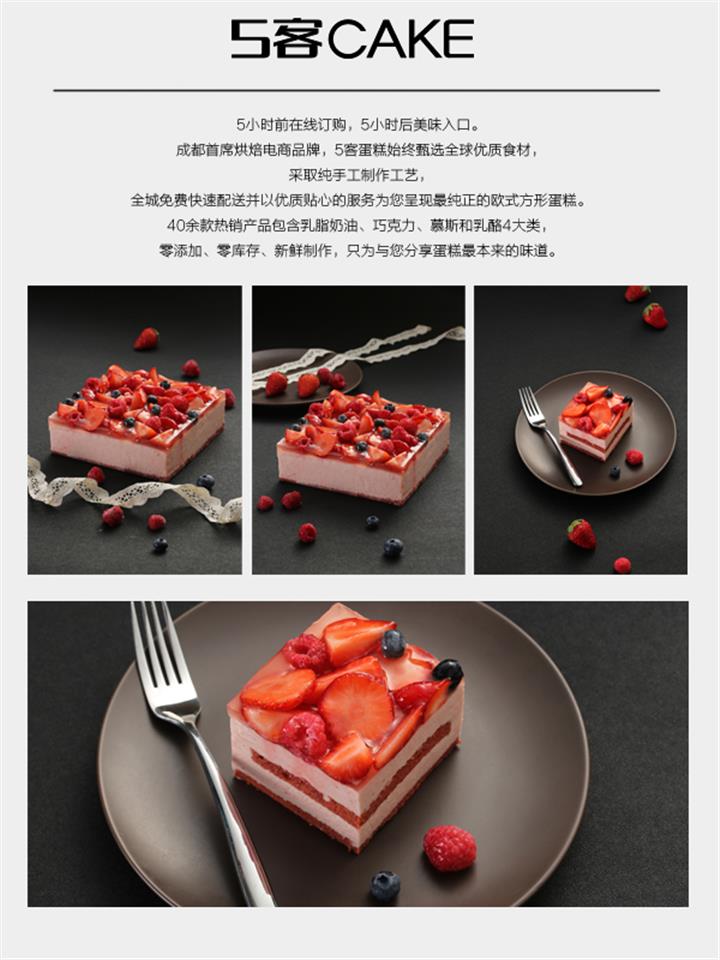 5客CAKE
5小时前在线订购，5小时后美味入口。
成都首席烘焙电商品牌，5客蛋糕始终甄选全球优质食材，
采取纯手工制作工艺，
全城免费快速配送并以优质贴心的服务为您呈现最纯正的欧式方形蛋糕。
40余款热销产品包含乳脂奶油、巧克力、慕斯和乳酪4大类，
零添加、零库存、新鲜制作，只为与您分享蛋糕最本来的味道。